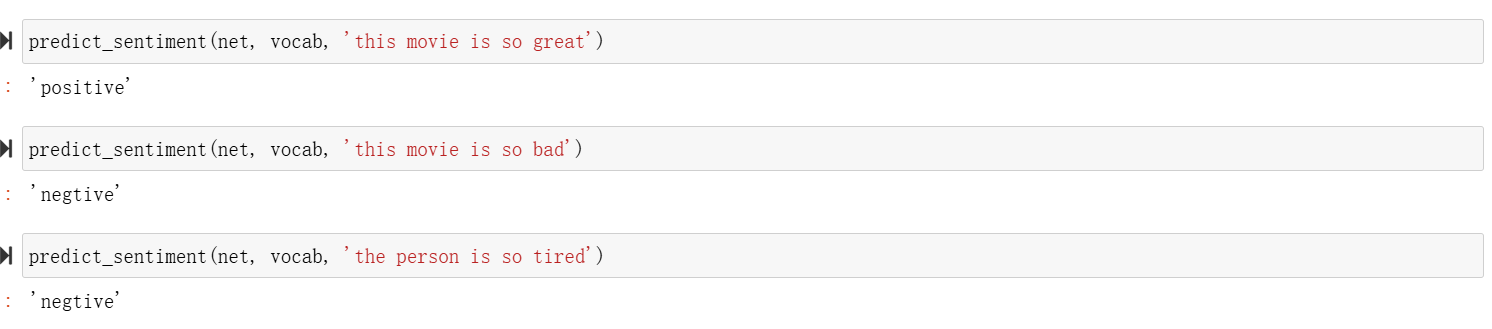 predict_sentiment(net, vocab, 'this movie is so great')
: 'positive'
predict_sentiment(net, vocab, 'this movie is so bad')
: 'negtive'
predict_sentiment(net, vocab, 'the person is so tired')
: 'negtive'